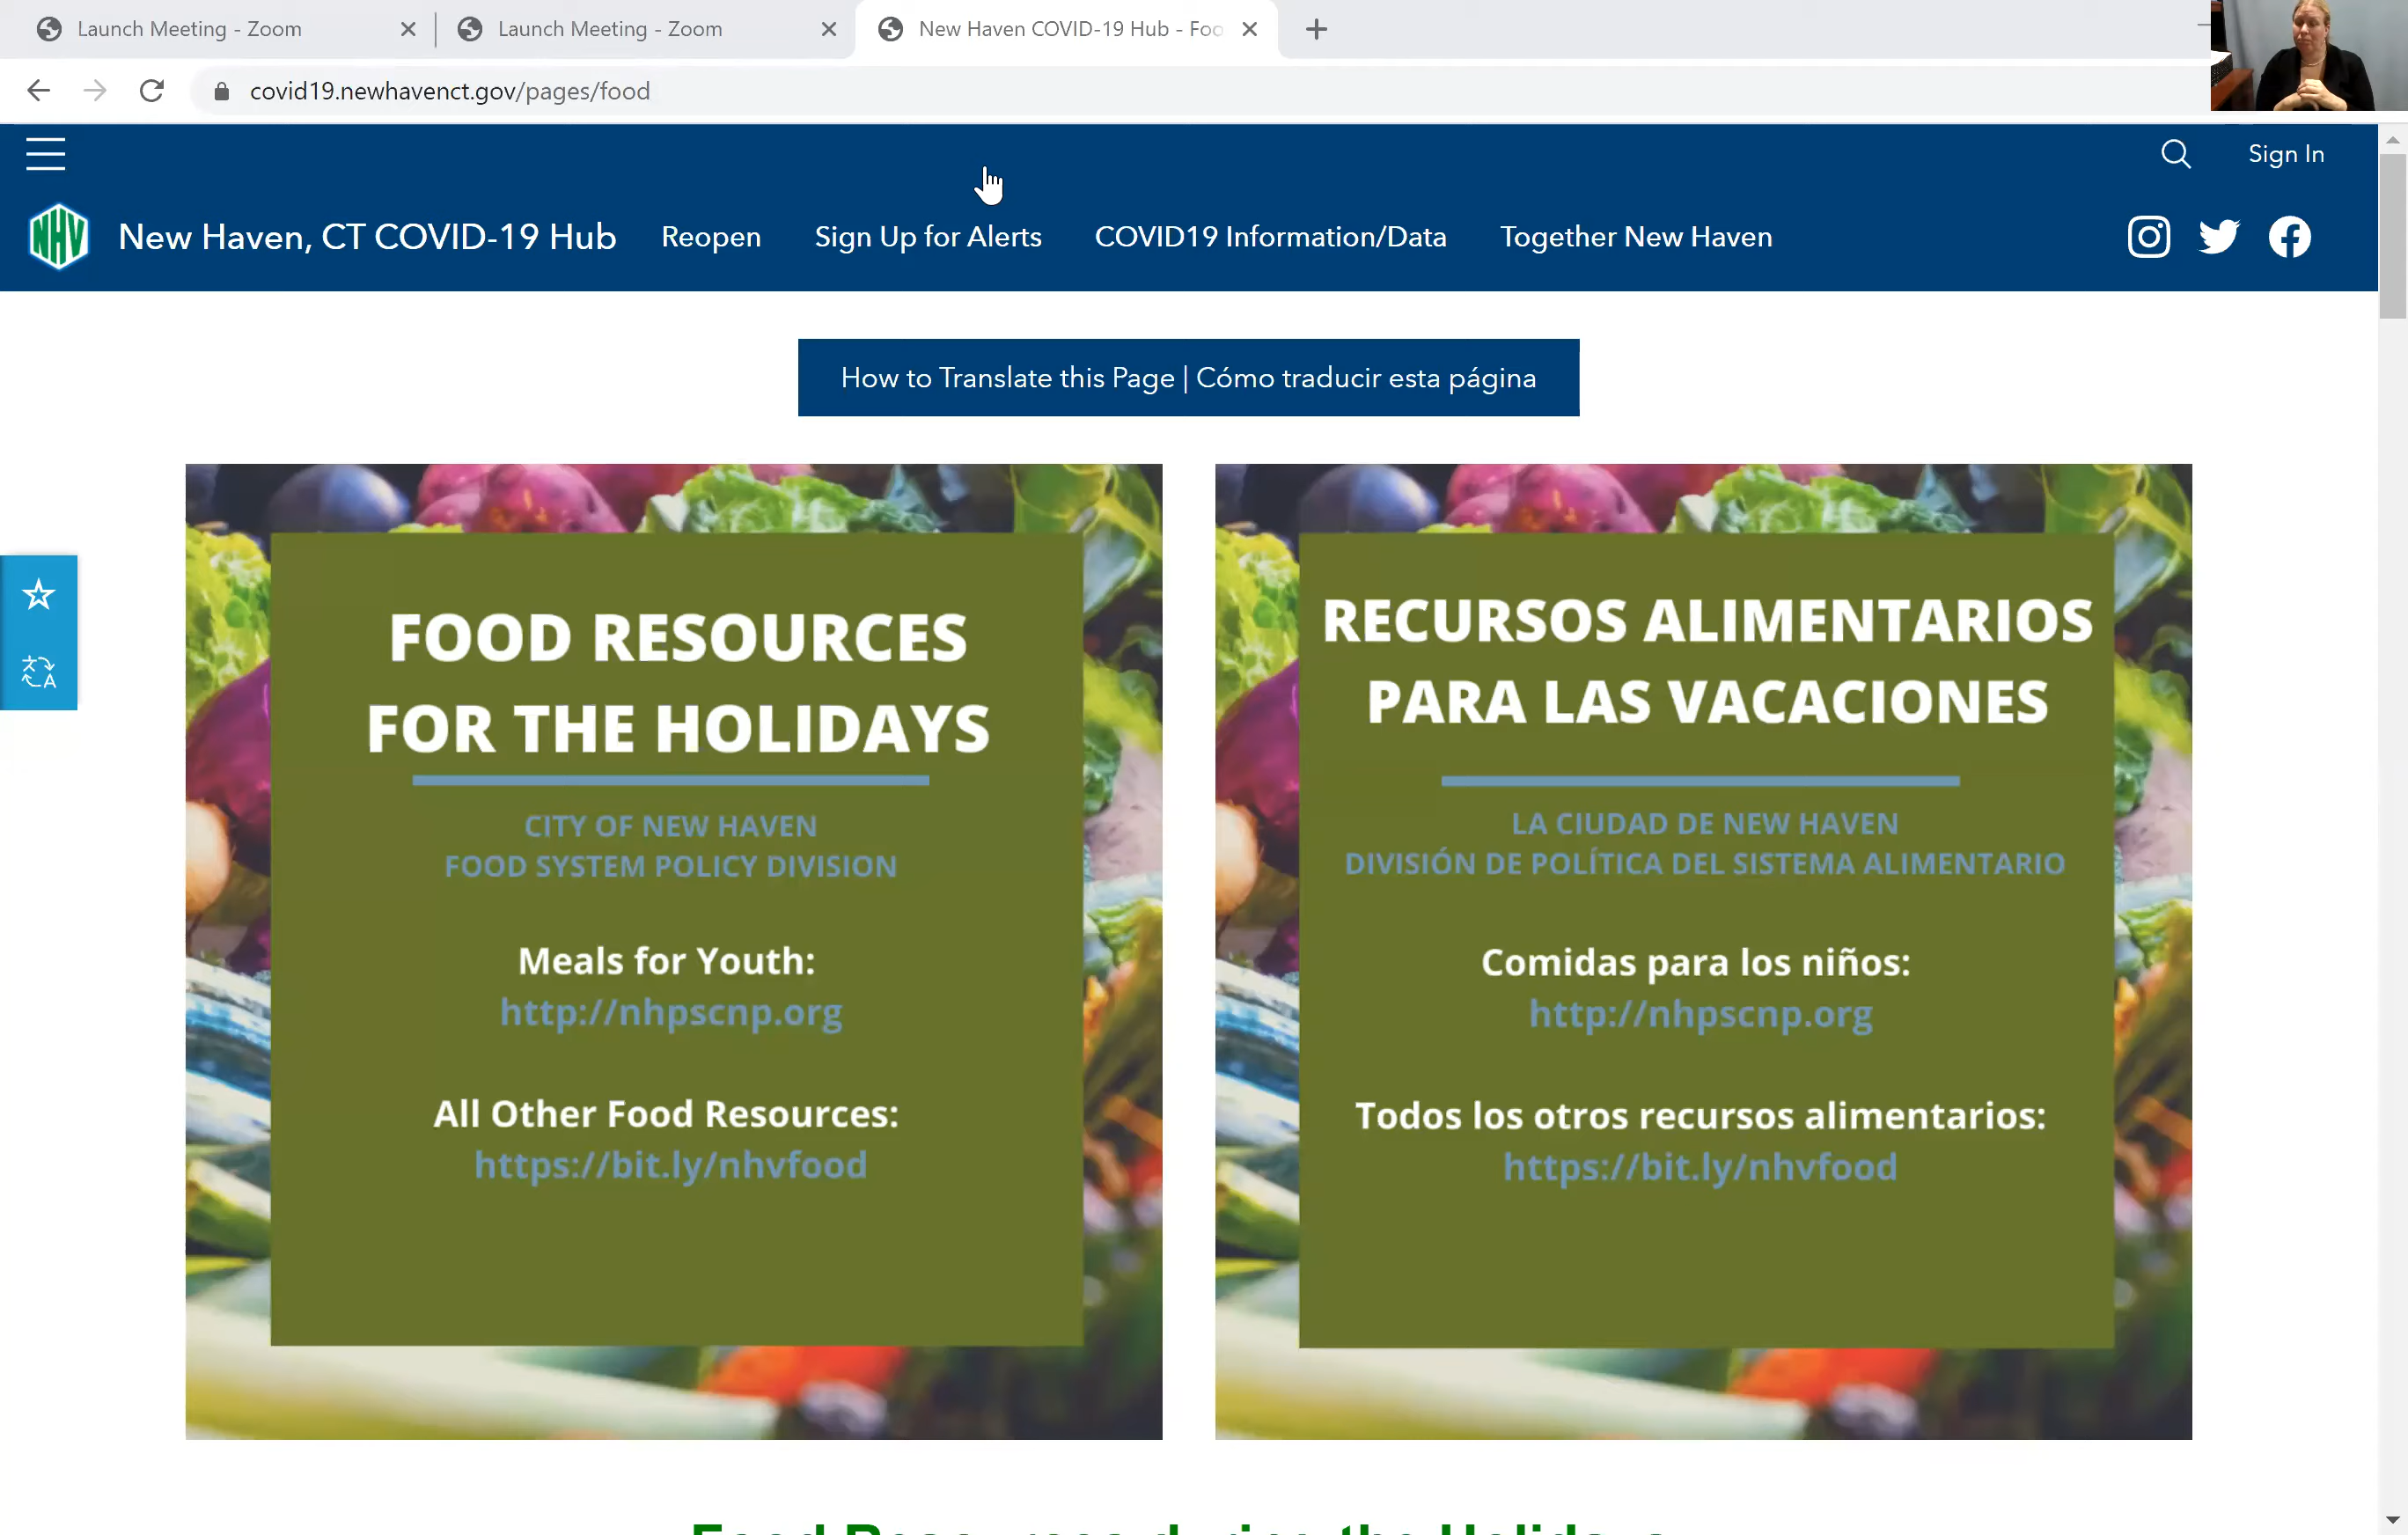 Launch Meeting - Zoom
Launch Meeting - Zoom
New Haven COVID-19 Hub - Foo
covid19.newhavenct.gov/pages/food
Sign In
NHV
New Haven, CT COVID-19 Hub
Reopen
Sign Up for Alerts
COVID19 Information/Data
Together New Haven
How to Translate this Page | Cómo traducir esta página
FOOD RESOURCES
FOR THE HOLIDAYS
CITY OF NEW HAVEN
FOOD SYSTEM POLICY DIVISION
Meals for Youth:
http://nhpscnp.org
All Other Food Resources:
https://bit.ly/nhvfood
RECURSOS ALIMENTARIOS
PARA LAS VACACIONES
LA CIUDAD DE NEW HAVEN
DIVISIÓN DE POLÍTICA DEL SISTEMA ALIMENTARIO
Comidas para los niños:
http://nhpscnp.org
Todos los otros recursos alimentarios:
https://bit.ly/nhvfood
Food Resources during the Holidays